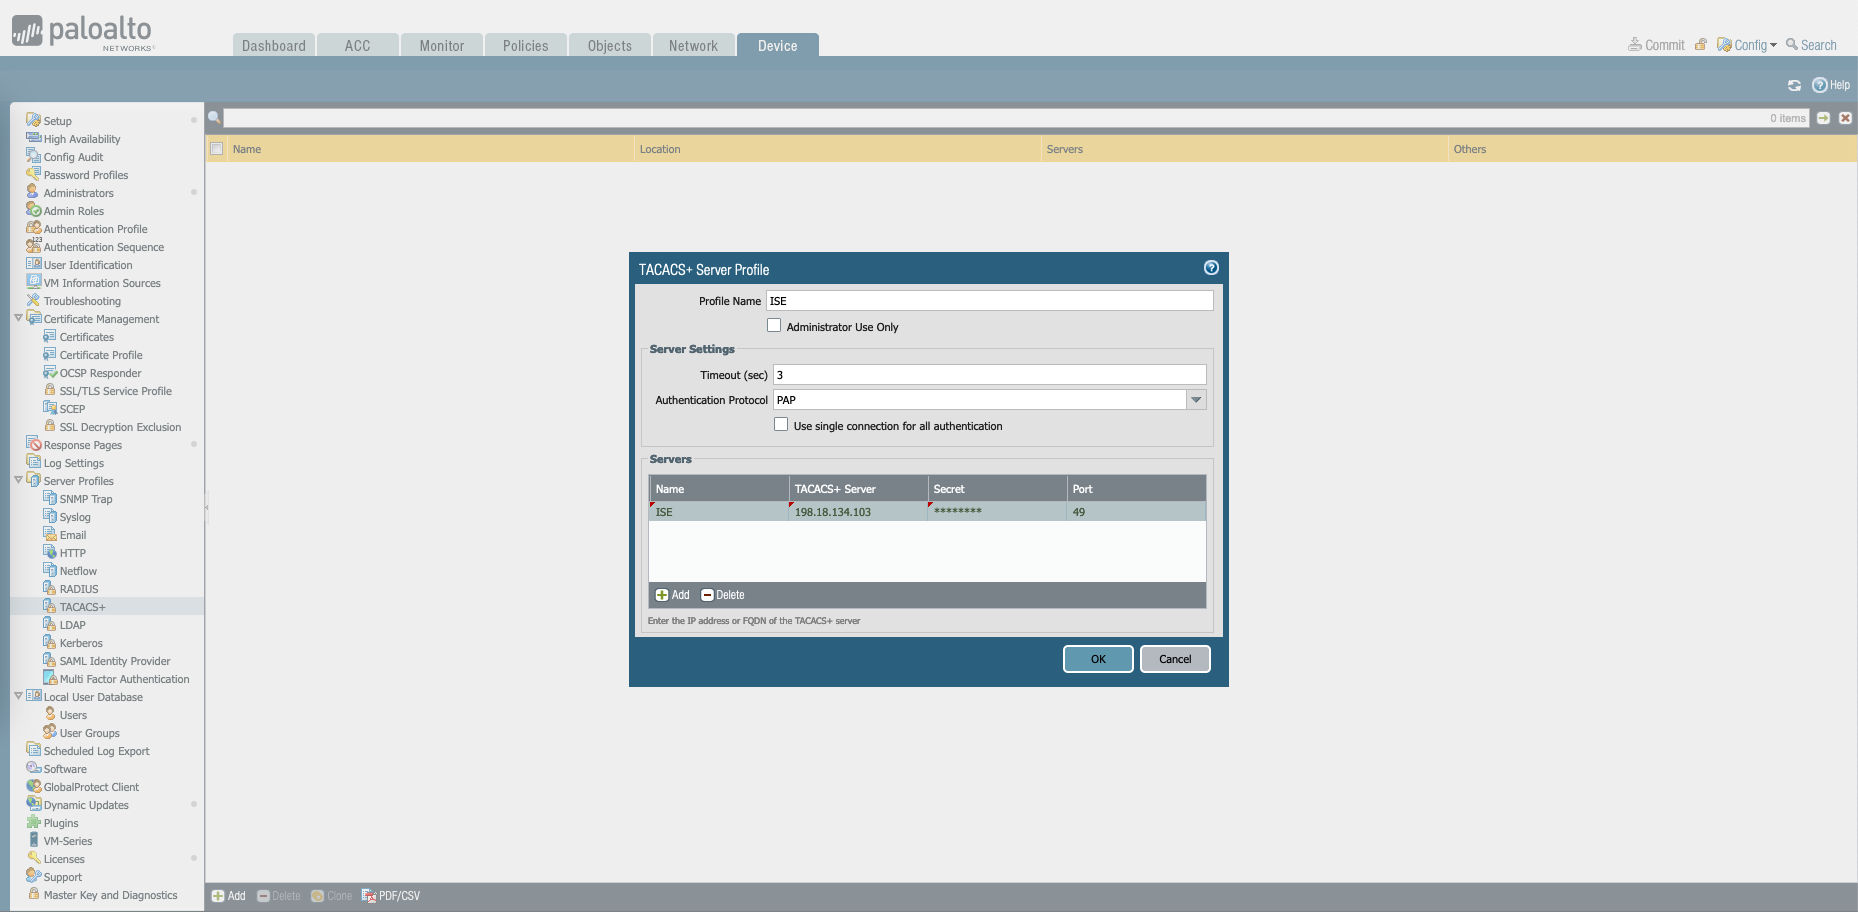 paloalto
NETWORKS
Dashboard
ACC
Monitor
Policies
Objects
Network
Device
Commit
Config
Search
Help
0 items
Name
Location
Servers
Others
Setup
High Availability
Config Audit
Password Profiles
Administrators
Admin Roles
Authentication Profile
123
Authentication Sequence
User Identification
VM Information Sources
Troubleshooting
Certificate Management
Certificates
Certificate Profile
OCSP Responder
SSL/TLS Service Profile
SCEP
SSL Decryption Exclusion
Response Pages
Log Settings
Server Profiles
SNMP Trap
Syslog
Email
HTTP
Netflow
RADIUS
TACACS+
LDAP
Kerberos
SAML Identity Provider
Multi Factor Authentication
Local User Database
Users
User Groups
Scheduled Log Export
Software
GlobalProtect Client
Dynamic Updates
Plugins
VM-Series
Licenses
Support
Master Key and Diagnostics
TACACS+ Server Profile
Profile Name ISE
Administrator Use Only
Server Settings
Timeout (sec) 3
Authentication Protocol PAP
Use single connection for all authentication
Servers
Name TACACS+ Server Secret Port
ISE 198.18.134.103 ******** 49
Add Delete
Enter the IP address or FQDN of the TACACS+ server
OK Cancel
Add Delete Clone PDF/CSV